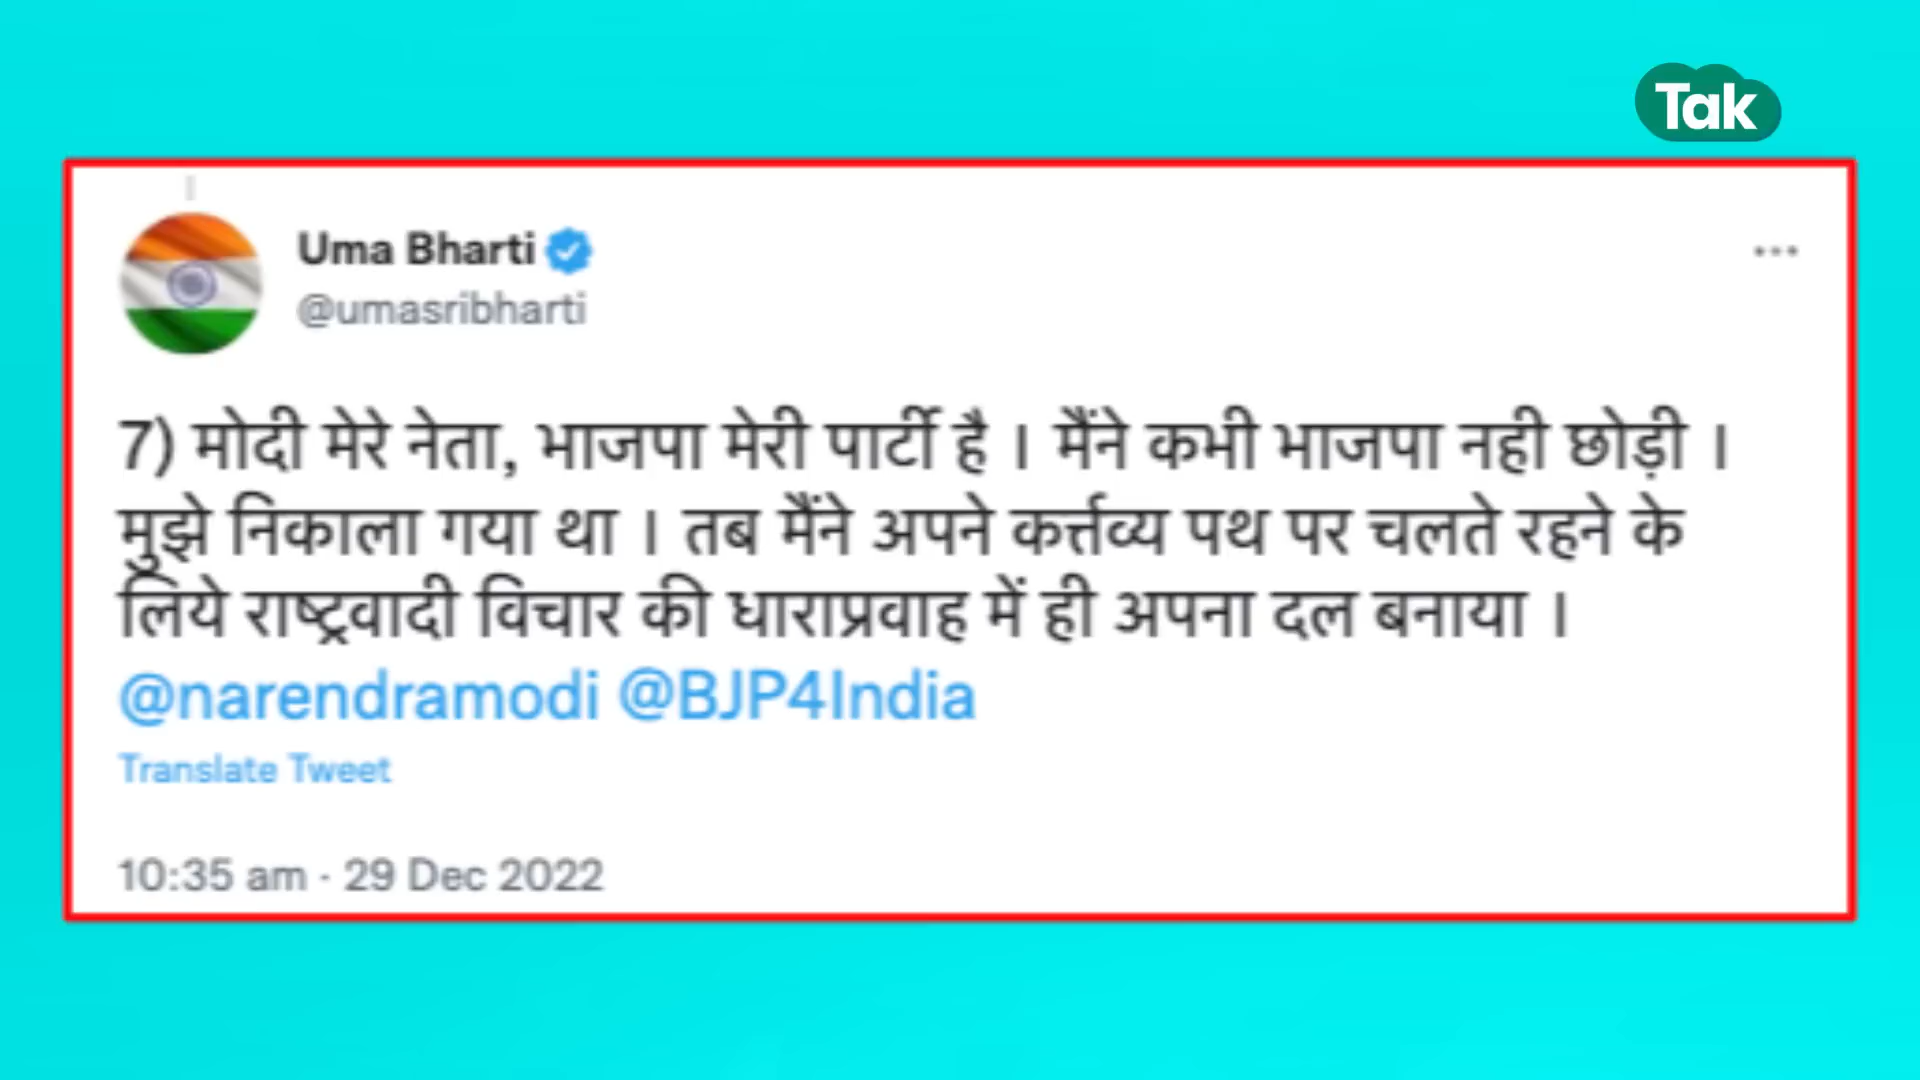 Tak
Uma Bharti
@umasribharti
7) मोदी मेरे नेता, भाजपा मेरी पार्टी है । मैंने कभी भाजपा नही छोड़ी ।
मुझे निकाला गया था । तब मैंने अपने कर्त्तव्य पथ पर चलते रहने के
लिये राष्ट्रवादी विचार की धाराप्रवाह में ही अपना दल बनाया ।
@narendramodi @BJP4India
Translate Tweet
10:35 am · 29 Dec 2022